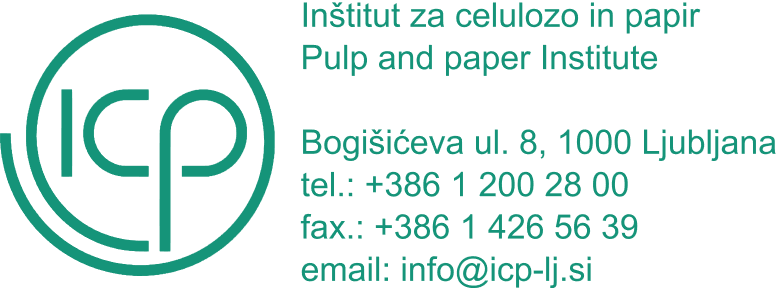 ICP
Inštitut za celulozo in papir
Pulp and paper Institute
Bogišićeva ul. 8, 1000 Ljubljana
tel.: +386 1 200 28 00
fax.: +386 1 426 56 39
email: info@icp-lj.si